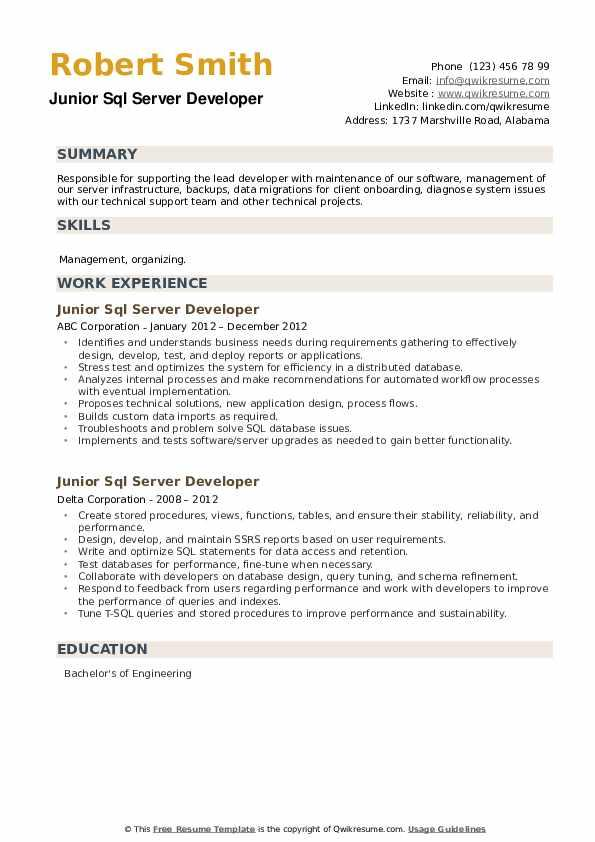 Robert Smith
Junior Sql Server Developer
Phone (123) 456 78 99
Email: info@qwikresume.com
Website : www.qwikresume.com
LinkedIn: linkedin.com/qwikresume
Address: 1737 Marshville Road, Alabama
SUMMARY
Responsible for supporting the lead developer with maintenance of our software, management of
our server infrastructure, backups, data migrations for client onboarding, diagnose system issues
with our technical support team and other technical projects.
SKILLS
Management, organizing.
WORK EXPERIENCE
Junior Sql Server Developer
ABC Corporation - January 2012 – December 2012
• Identifies and understands business needs during requirements gathering to effectively
design, develop, test, and deploy reports or applications.
• Stress test and optimizes the system for efficiency in a distributed database.
• Analyzes internal processes and make recommendations for automated workflow processes
with eventual implementation.
• Proposes technical solutions, new application design, process flows.
• Builds custom data imports as required.
• Troubleshoots and problem solve SQL database issues.
• Implements and tests software/server upgrades as needed to gain better functionality.
Junior Sql Server Developer
Delta Corporation - 2008 – 2012
• Create stored procedures, views, functions, tables, and ensure their stability, reliability, and
performance.
• Design, develop, and maintain SSRS reports based on user requirements.
• Write and optimize SQL statements for data access and retention.
• Test databases for performance, fine-tune when necessary.
• Collaborate with developers on database design, query tuning, and schema refinement.
• Respond to feedback from users regarding performance and work with developers to improve
the performance of queries and indexes.
• Tune T-SQL queries and stored procedures to improve performance and sustainability.
EDUCATION
Bachelor's of Engineering
© This Free Resume Template is the copyright of Qwikresume.com. Usage Guidelines